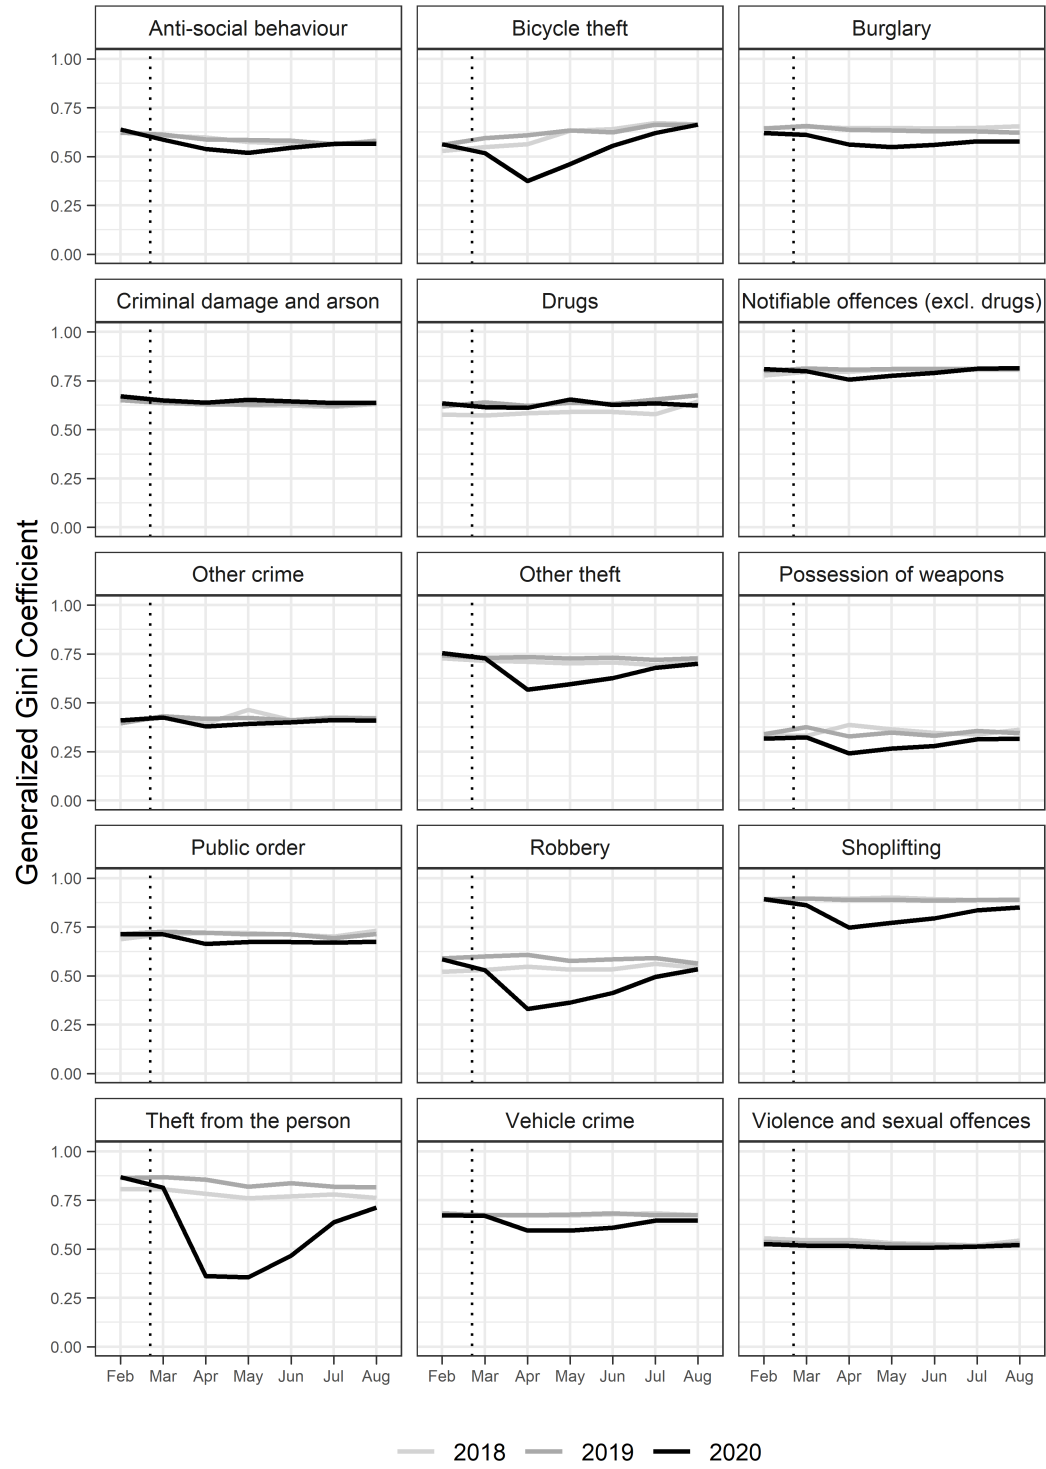 Anti-social behaviour
Bicycle theft
Burglary
1.00
0.75
0.50
0.25
0.00
Criminal damage and arson
Drugs
Notifiable offences (excl. drugs)
1.00
0.75
0.50
0.25
0.00
Other crime
Other theft
Possession of weapons
1.00
0.75
0.50
0.25
0.00
Public order
Robbery
Shoplifting
1.00
0.75
0.50
0.25
0.00
Theft from the person
Vehicle crime
Violence and sexual offences
1.00
0.75
0.50
0.25
0.00
Feb Mar Apr May Jun Jul Aug
Feb Mar Apr May Jun Jul Aug
Feb Mar Apr May Jun Jul Aug
Generalized Gini Coefficient
2018 2019 2020